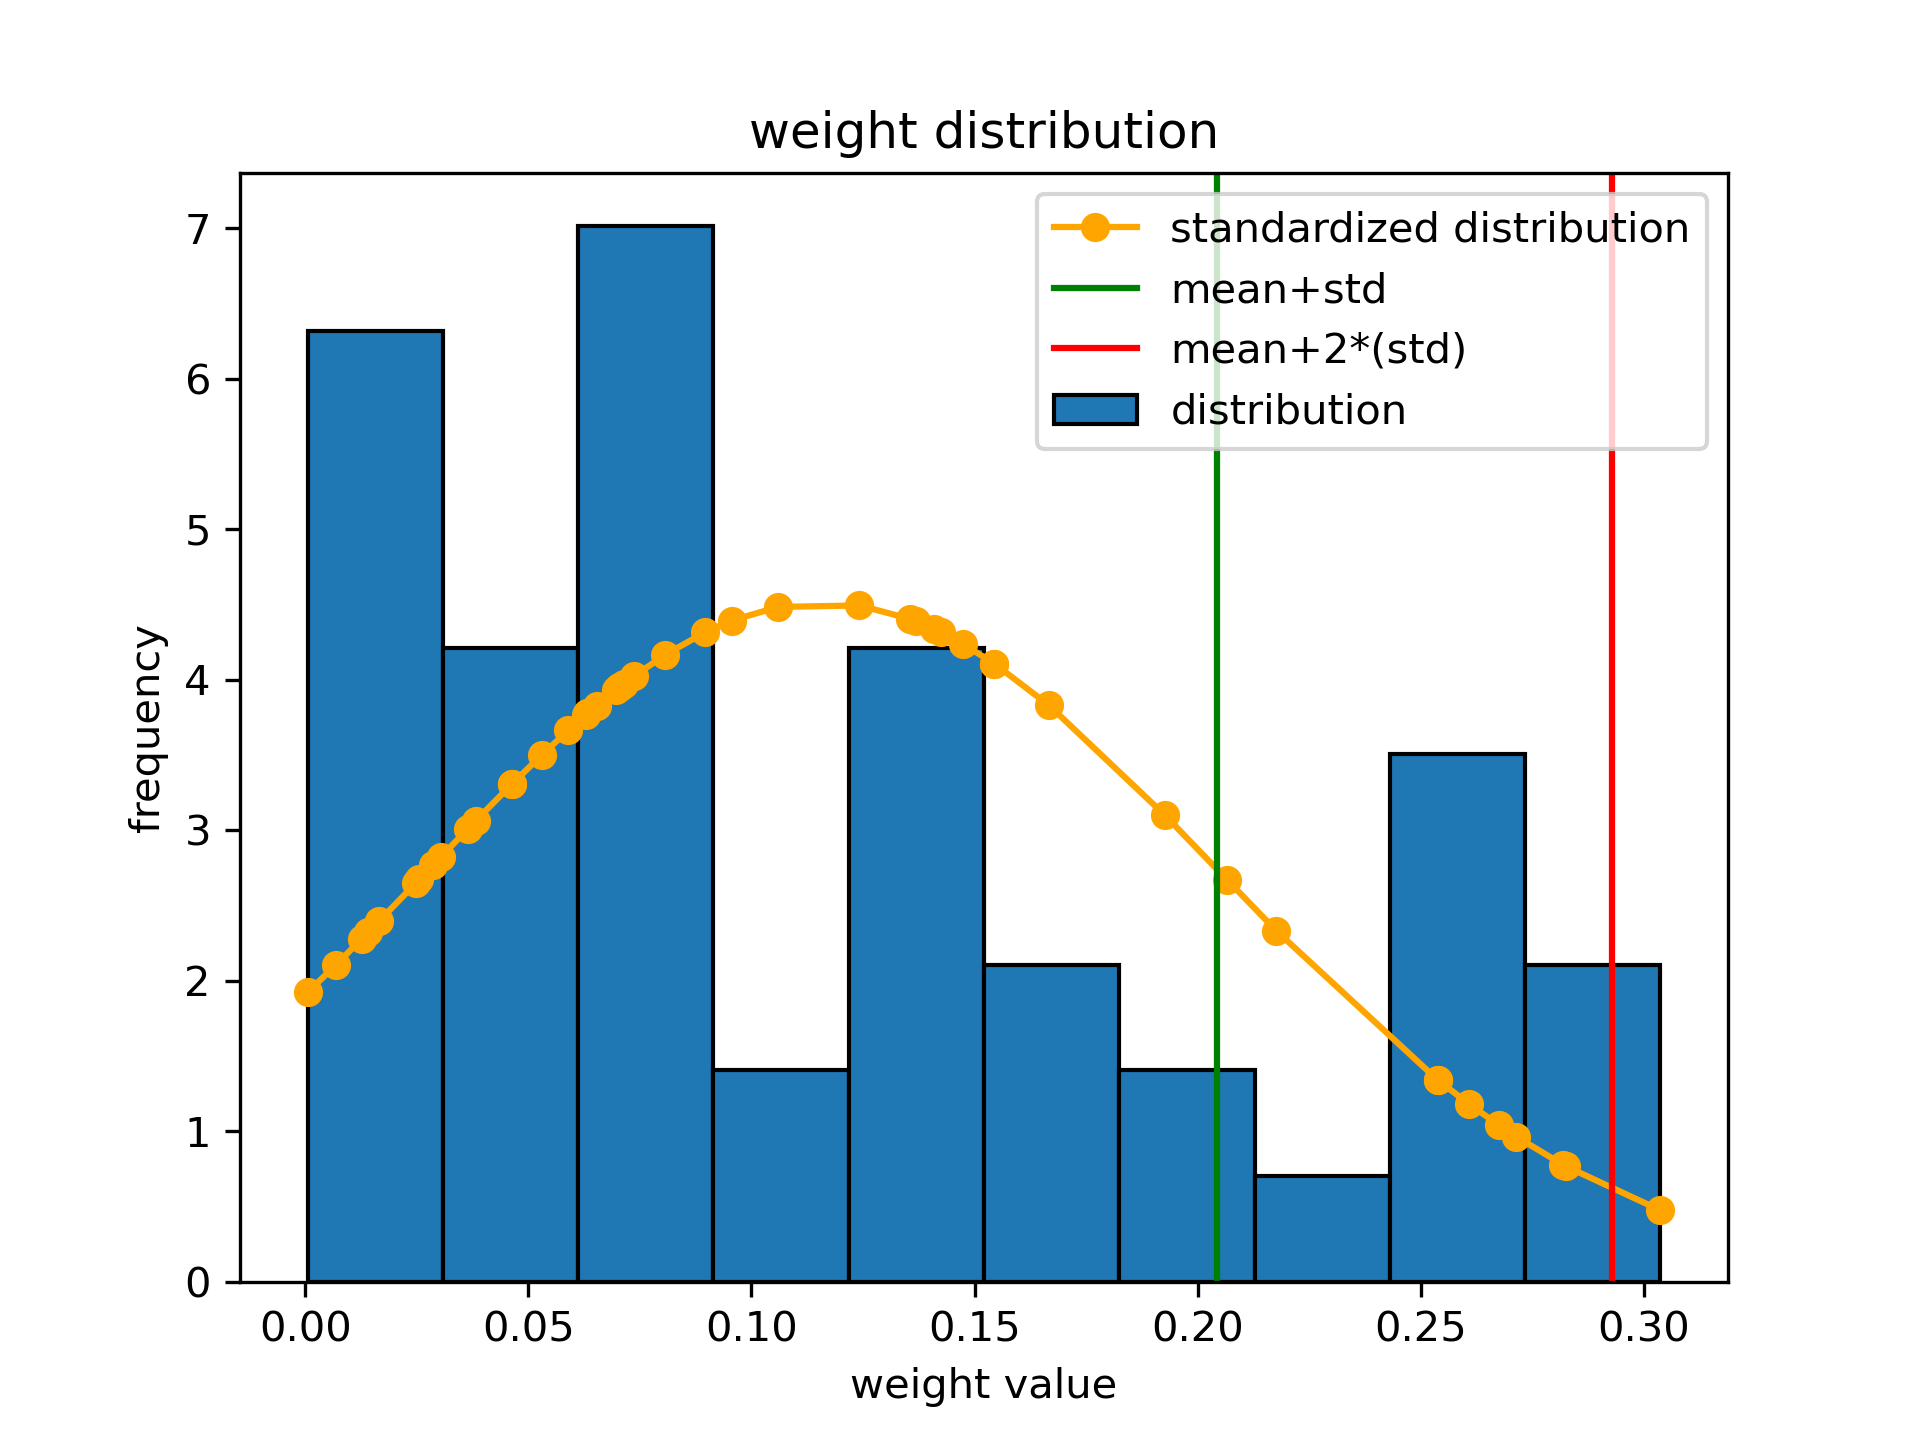 weight distribution
standardized distribution
mean+std
mean+2*(std)
distribution
frequency
7
6
5
4
3
2
1
0
0.00 0.05 0.10 0.15 0.20 0.25 0.30
weight value